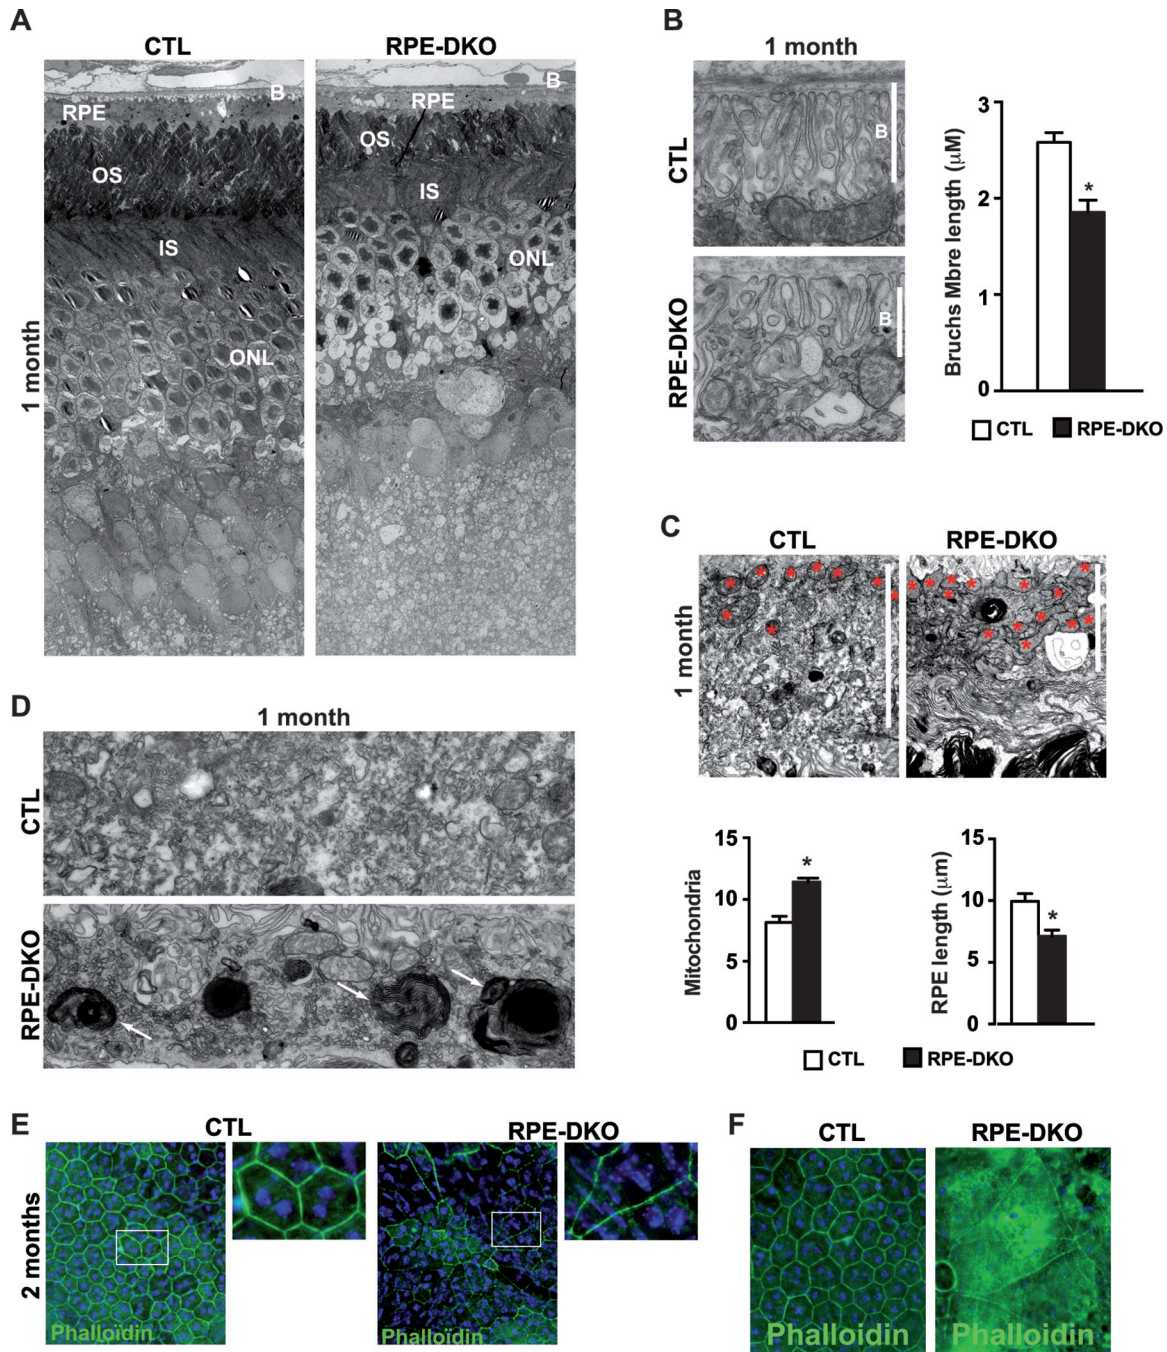 A
CTL
RPE-DKO
B
RPE
OS
IS
ONL
B
RPE
OS
IS
ONL
1 month
B
1 month
CTL
B
RPE-DKO
B
Bruchs Mbre length (μM)
3
2
1
0
*
CTL
RPE-DKO
C
CTL
RPE-DKO
1 month
Mitochondria
15
10
5
0
*
RPE length (μm)
15
10
5
0
*
CTL
RPE-DKO
D
1 month
CTL
RPE-DKO
E
CTL
RPE-DKO
2 months
Phalloïdin
Phalloïdin
F
CTL
RPE-DKO
Phalloidin
Phalloidin